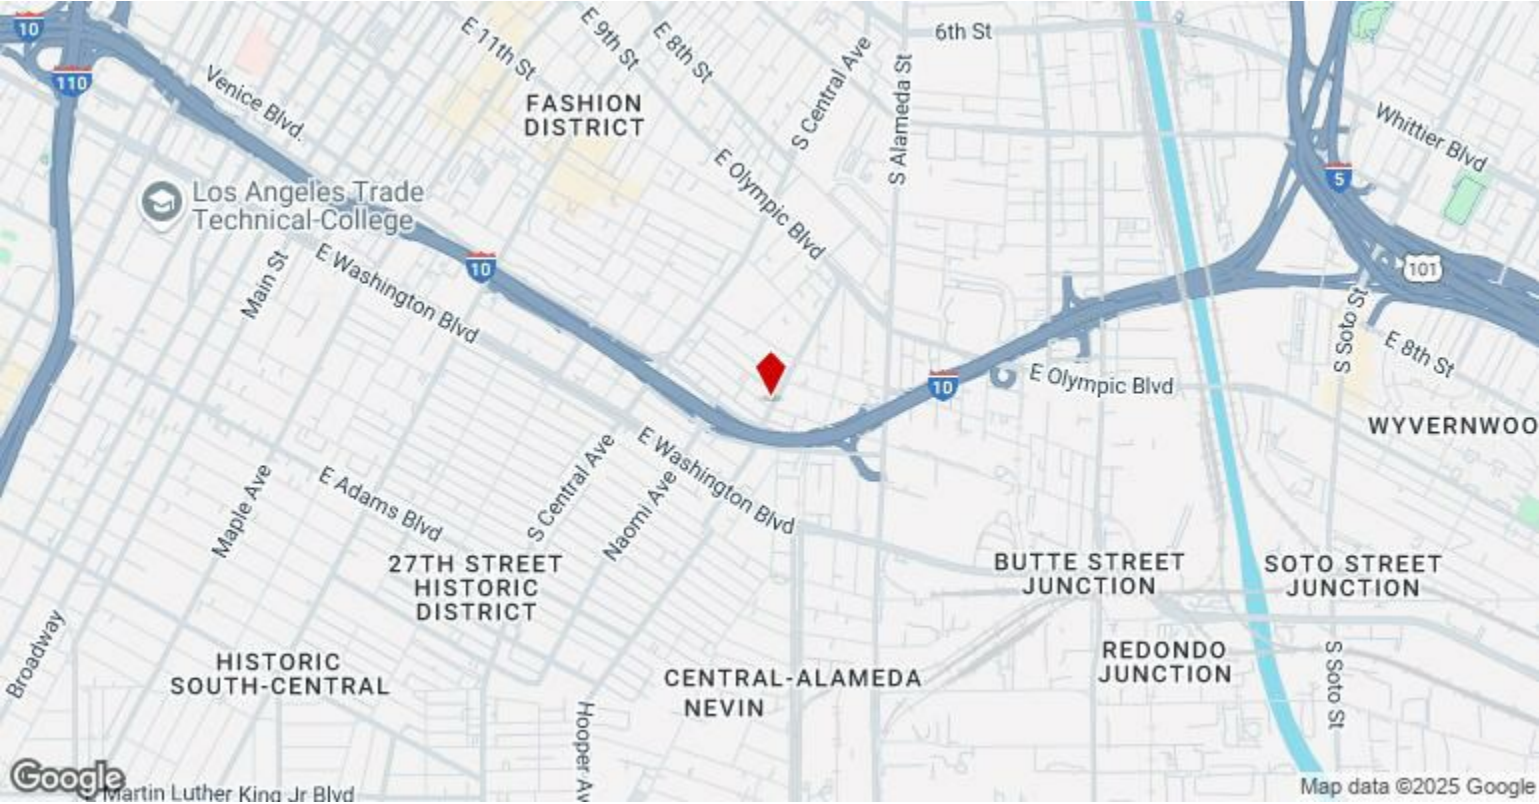 10
110
Venice Blvd.
E 11th St
E 9th St
E 8th St
S Central Ave
S Alameda St
6th St
Whittier Blvd
5
101
FASHION
DISTRICT
E Olympic Blvd
Los Angeles Trade
Technical-College
Main St
E Washington Blvd
10
10
E Olympic Blvd
S Soto St
E 8th St
WYVERNWOO
E Washington Blvd
S Central Ave
Naomi Ave
Maple Ave
E Adams Blvd
27TH STREET
HISTORIC
DISTRICT
BUTTE STREET
JUNCTION
SOTO STREET
JUNCTION
Broadway
HISTORIC
SOUTH-CENTRAL
CENTRAL-ALAMEDA
NEVIN
REDONDO
JUNCTION
S Soto St
Hooper Av
Google
Martin Luther King Jr Blvd
Map data ©2025 Google